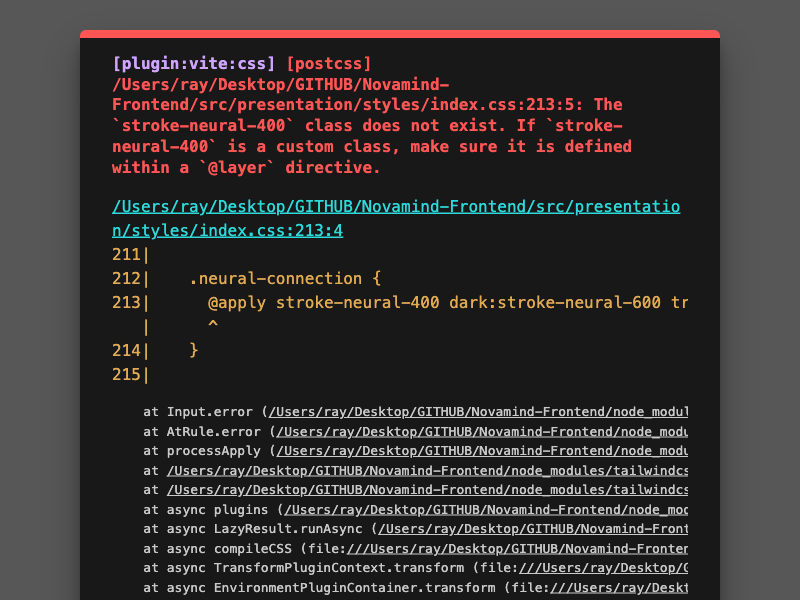 [plugin:vite:css] [postcss]
/Users/ray/Desktop/GITHUB/Novamind-
Frontend/src/presentation/styles/index.css:213:5: The
`stroke-neural-400` class does not exist. If `stroke-
neural-400` is a custom class, make sure it is defined
within a `@layer` directive.
/Users/ray/Desktop/GITHUB/Novamind-Frontend/src/presentatio
n/styles/index.css:213:4
211|
212|    .neural-connection {
213|      @apply stroke-neural-400 dark:stroke-neural-600 tr
   |      ^
214|    }
215|
at Input.error (/Users/ray/Desktop/GITHUB/Novamind-Frontend/node_modul
at AtRule.error (/Users/ray/Desktop/GITHUB/Novamind-Frontend/node_modu
at processApply (/Users/ray/Desktop/GITHUB/Novamind-Frontend/node_modu
at /Users/ray/Desktop/GITHUB/Novamind-Frontend/node_modules/tailwindcs
at /Users/ray/Desktop/GITHUB/Novamind-Frontend/node_modules/tailwindcs
at async plugins (/Users/ray/Desktop/GITHUB/Novamind-Frontend/node_mod
at async LazyResult.runAsync (/Users/ray/Desktop/GITHUB/Novamind-Front
at async compileCSS (file:///Users/ray/Desktop/GITHUB/Novamind-Fronten
at async TransformPluginContext.transform (file:///Users/ray/Desktop/G
at async EnvironmentPluginContainer.transform (file:///Users/ray/Deskt